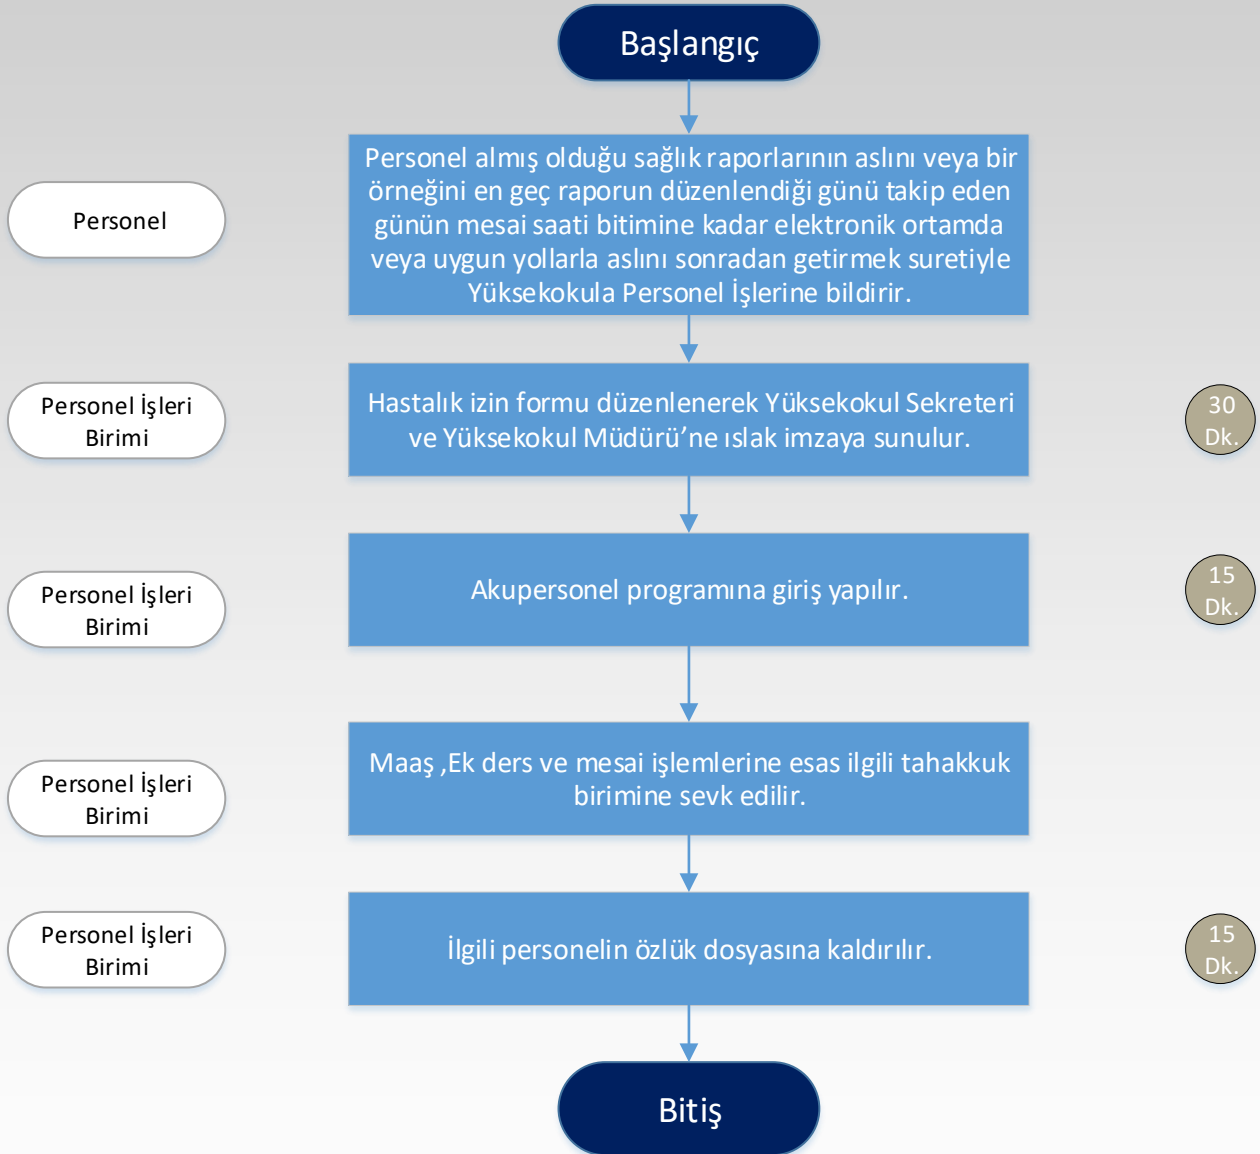 Başlangıç
Personel
Personel almış olduğu sağlık raporlarının aslını veya bir
örneğini en geç raporun düzenlendiği günü takip eden
günün mesai saati bitimine kadar elektronik ortamda
veya uygun yollarla aslını sonradan getirmek suretiyle
Yüksekokula Personel İşlerine bildirir.
Personel İşleri
Birimi
Hastalık izin formu düzenlenerek Yüksekokul Sekreteri
ve Yüksekokul Müdürü’ne ıslak imzaya sunulur.
30
Dk.
Personel İşleri
Birimi
Akupersonel programına giriş yapılır.
15
Dk.
Personel İşleri
Birimi
Maaş ,Ek ders ve mesai işlemlerine esas ilgili tahakkuk
birimine sevk edilir.
Personel İşleri
Birimi
İlgili personelin özlük dosyasına kaldırılır.
15
Dk.
Bitiş